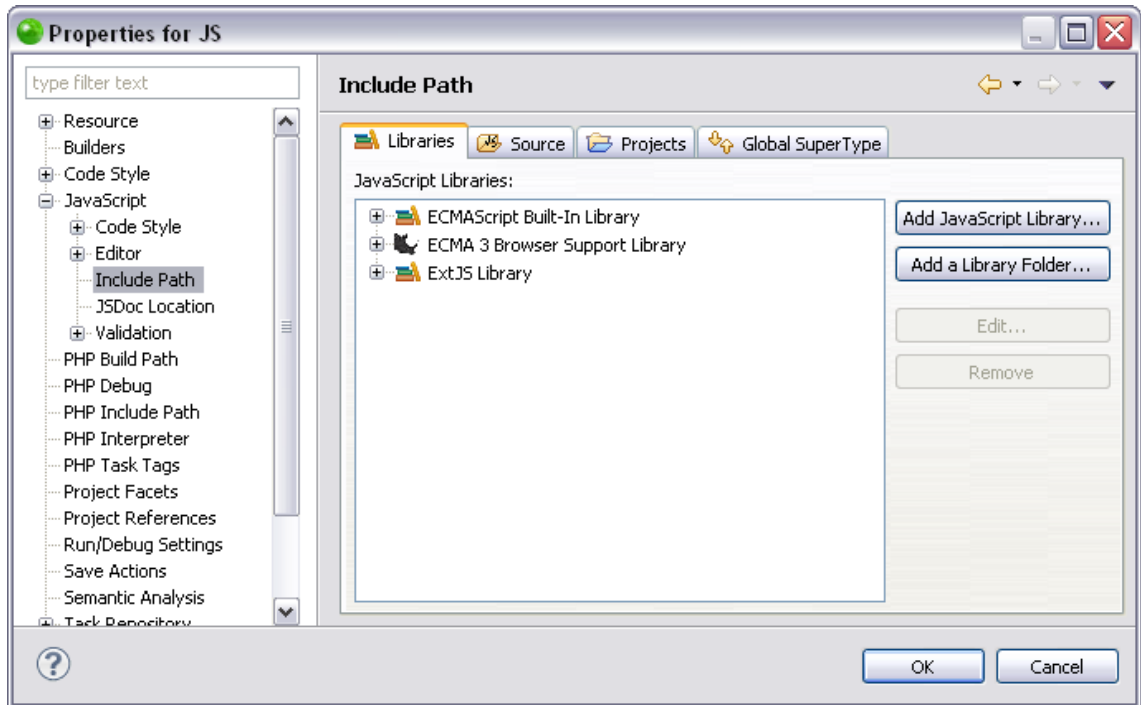 Properties for JS
type filter text
Resource
Builders
Code Style
JavaScript
Code Style
Editor
Include Path
JSDoc Location
Validation
PHP Build Path
PHP Debug
PHP Include Path
PHP Interpreter
PHP Task Tags
Project Facets
Project References
Run/Debug Settings
Save Actions
Semantic Analysis
Task Repository
Include Path
Libraries
Source
Projects
Global SuperType
JavaScript Libraries:
ECMAScript Built-In Library
ECMA 3 Browser Support Library
ExtJS Library
Add JavaScript Library...
Add a Library Folder...
Edit...
Remove
OK
Cancel